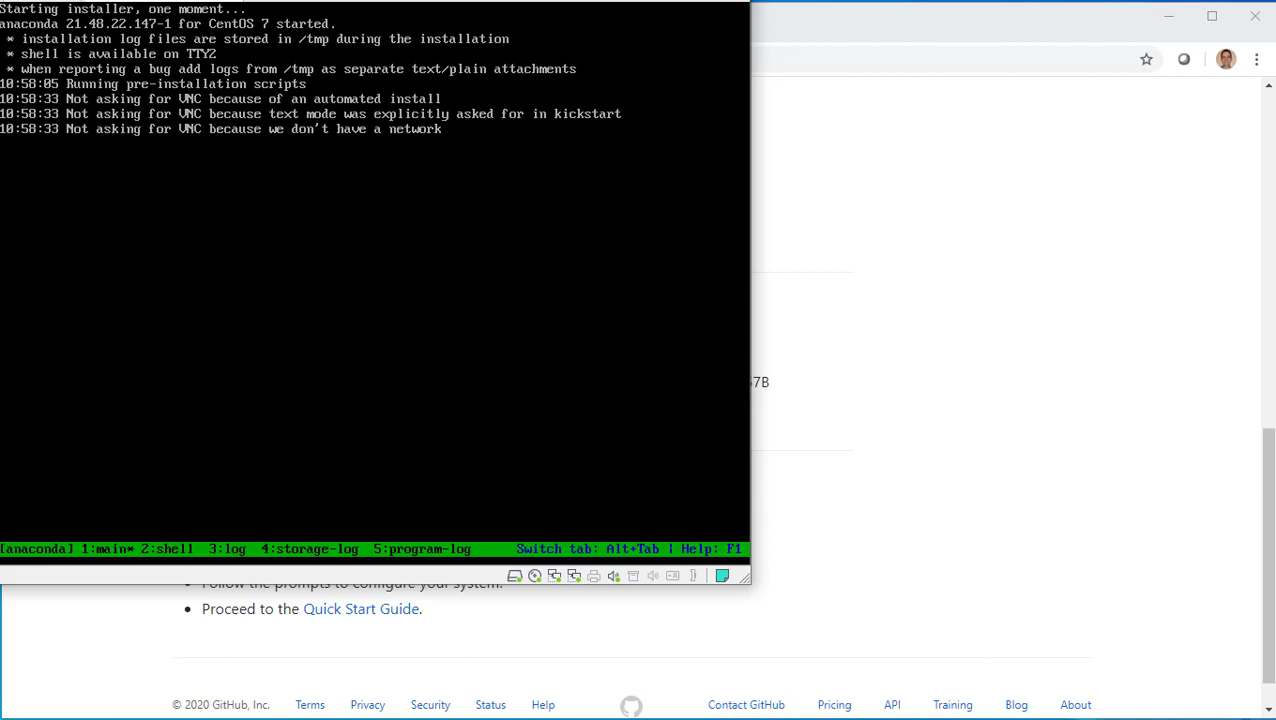 Starting installer, one moment...
anaconda 21.48.22.147-1 for CentOS 7 started.
* installation log files are stored in /tmp during the installation
* shell is available on TTY2
* when reporting a bug add logs from /tmp as separate text/plain attachments
10:58:05 Running pre-installation scripts
10:58:33 Not asking for VNC because of an automated install
10:58:33 Not asking for VNC because text mode was explicitly asked for in kickstart
10:58:33 Not asking for VNC because we don't have a network
7B
[anaconda] 1:main* 2:shell 3:log 4:storage-log 5:program-log Switch tab: Alt+Tab | Help: F1
Follow the prompts to configure your system.
• Proceed to the Quick Start Guide.
© 2020 GitHub, Inc. Terms Privacy Security Status Help Contact GitHub Pricing API Training Blog About